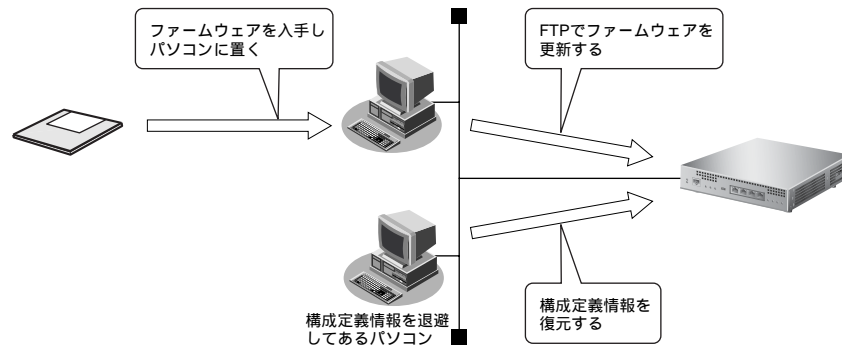 ファームウェアを入手し
パソコンに置く
FTPでファームウェアを
更新する
構成定義情報を退避
してあるパソコン
構成定義情報を
復元する